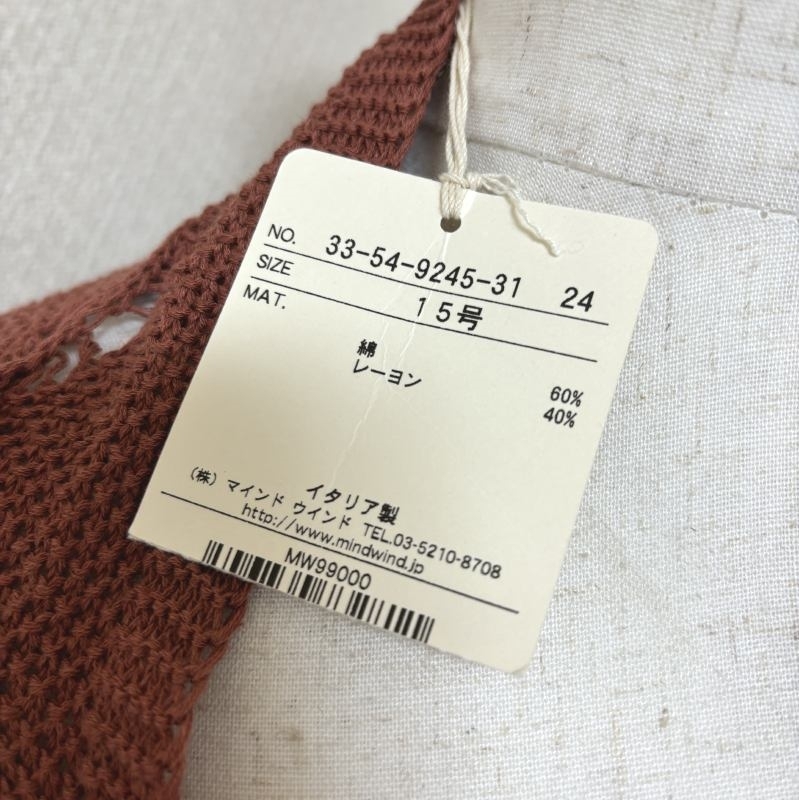 NO. 33-54-9245-31 24
SIZE 15号
MAT.
綿 60%
レーヨン 40%
イタリア製
(株) マインド ウインド TEL.03-5210-8708
http://www.mindwind.jp
MW99000